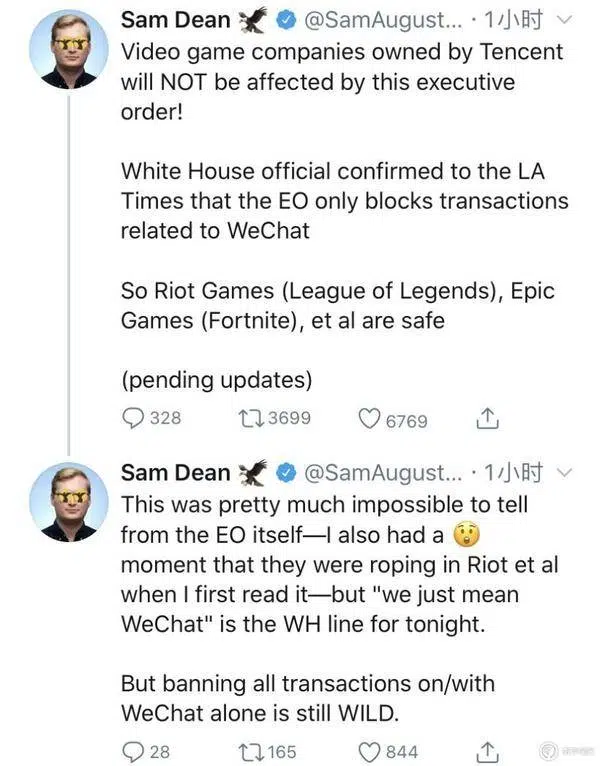 Sam Dean @SamAugust... · 1小时
Video game companies owned by Tencent
will NOT be affected by this executive
order!
White House official confirmed to the LA
Times that the EO only blocks transactions
related to WeChat
So Riot Games (League of Legends), Epic
Games (Fortnite), et al are safe
(pending updates)
328 3699 6769
Sam Dean @SamAugust... · 1小时
This was pretty much impossible to tell
from the EO itself—I also had a 😲
moment that they were roping in Riot et al
when I first read it—but "we just mean
WeChat" is the WH line for tonight.
But banning all transactions on/with
WeChat alone is still WILD.
28 165 844